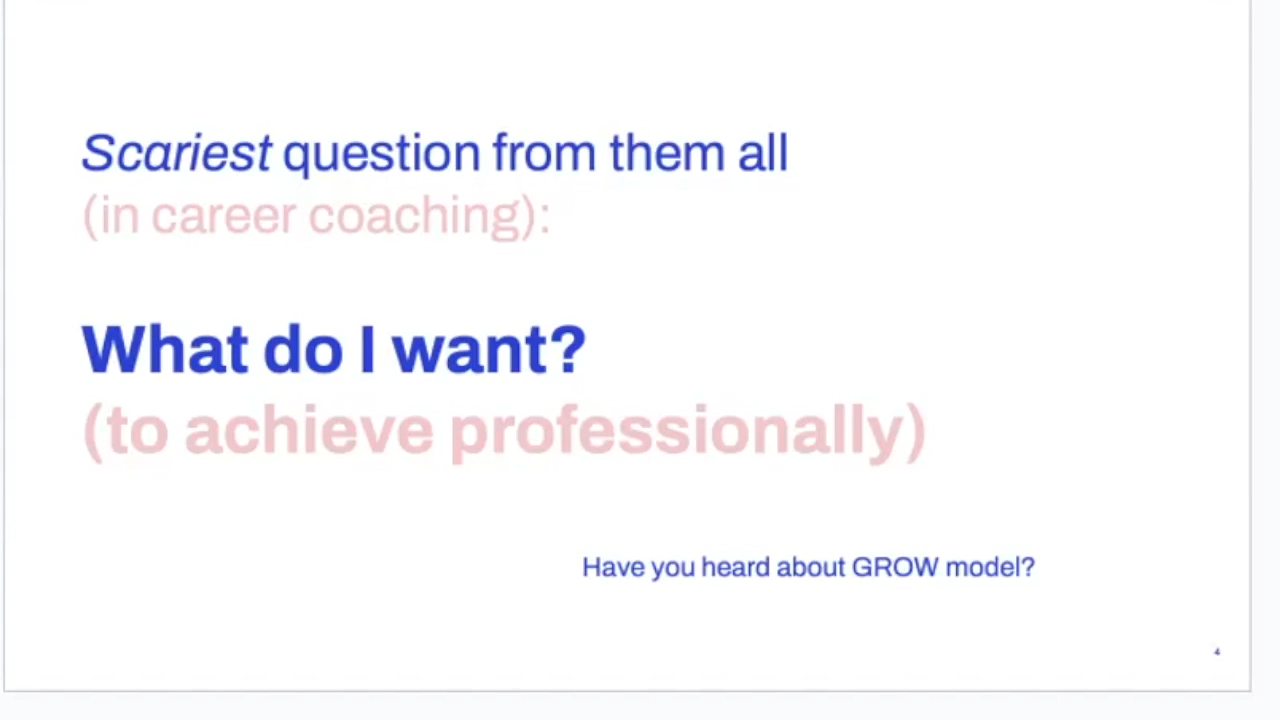 Scariest question from them all
(in career coaching):
What do I want?
(to achieve professionally)
Have you heard about GROW model?
4